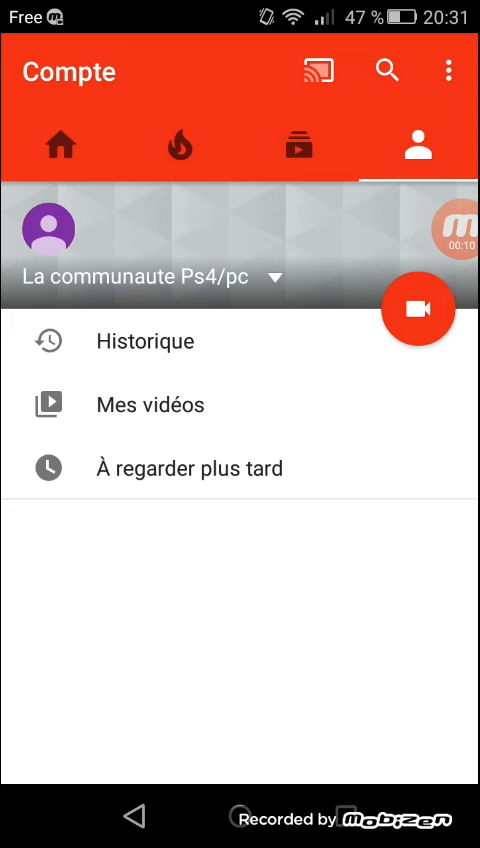 Free 47 % 20:31
Compte
00:10
La communaute Ps4/pc
Historique
Mes vidéos
À regarder plus tard
Recorded by Mobizen